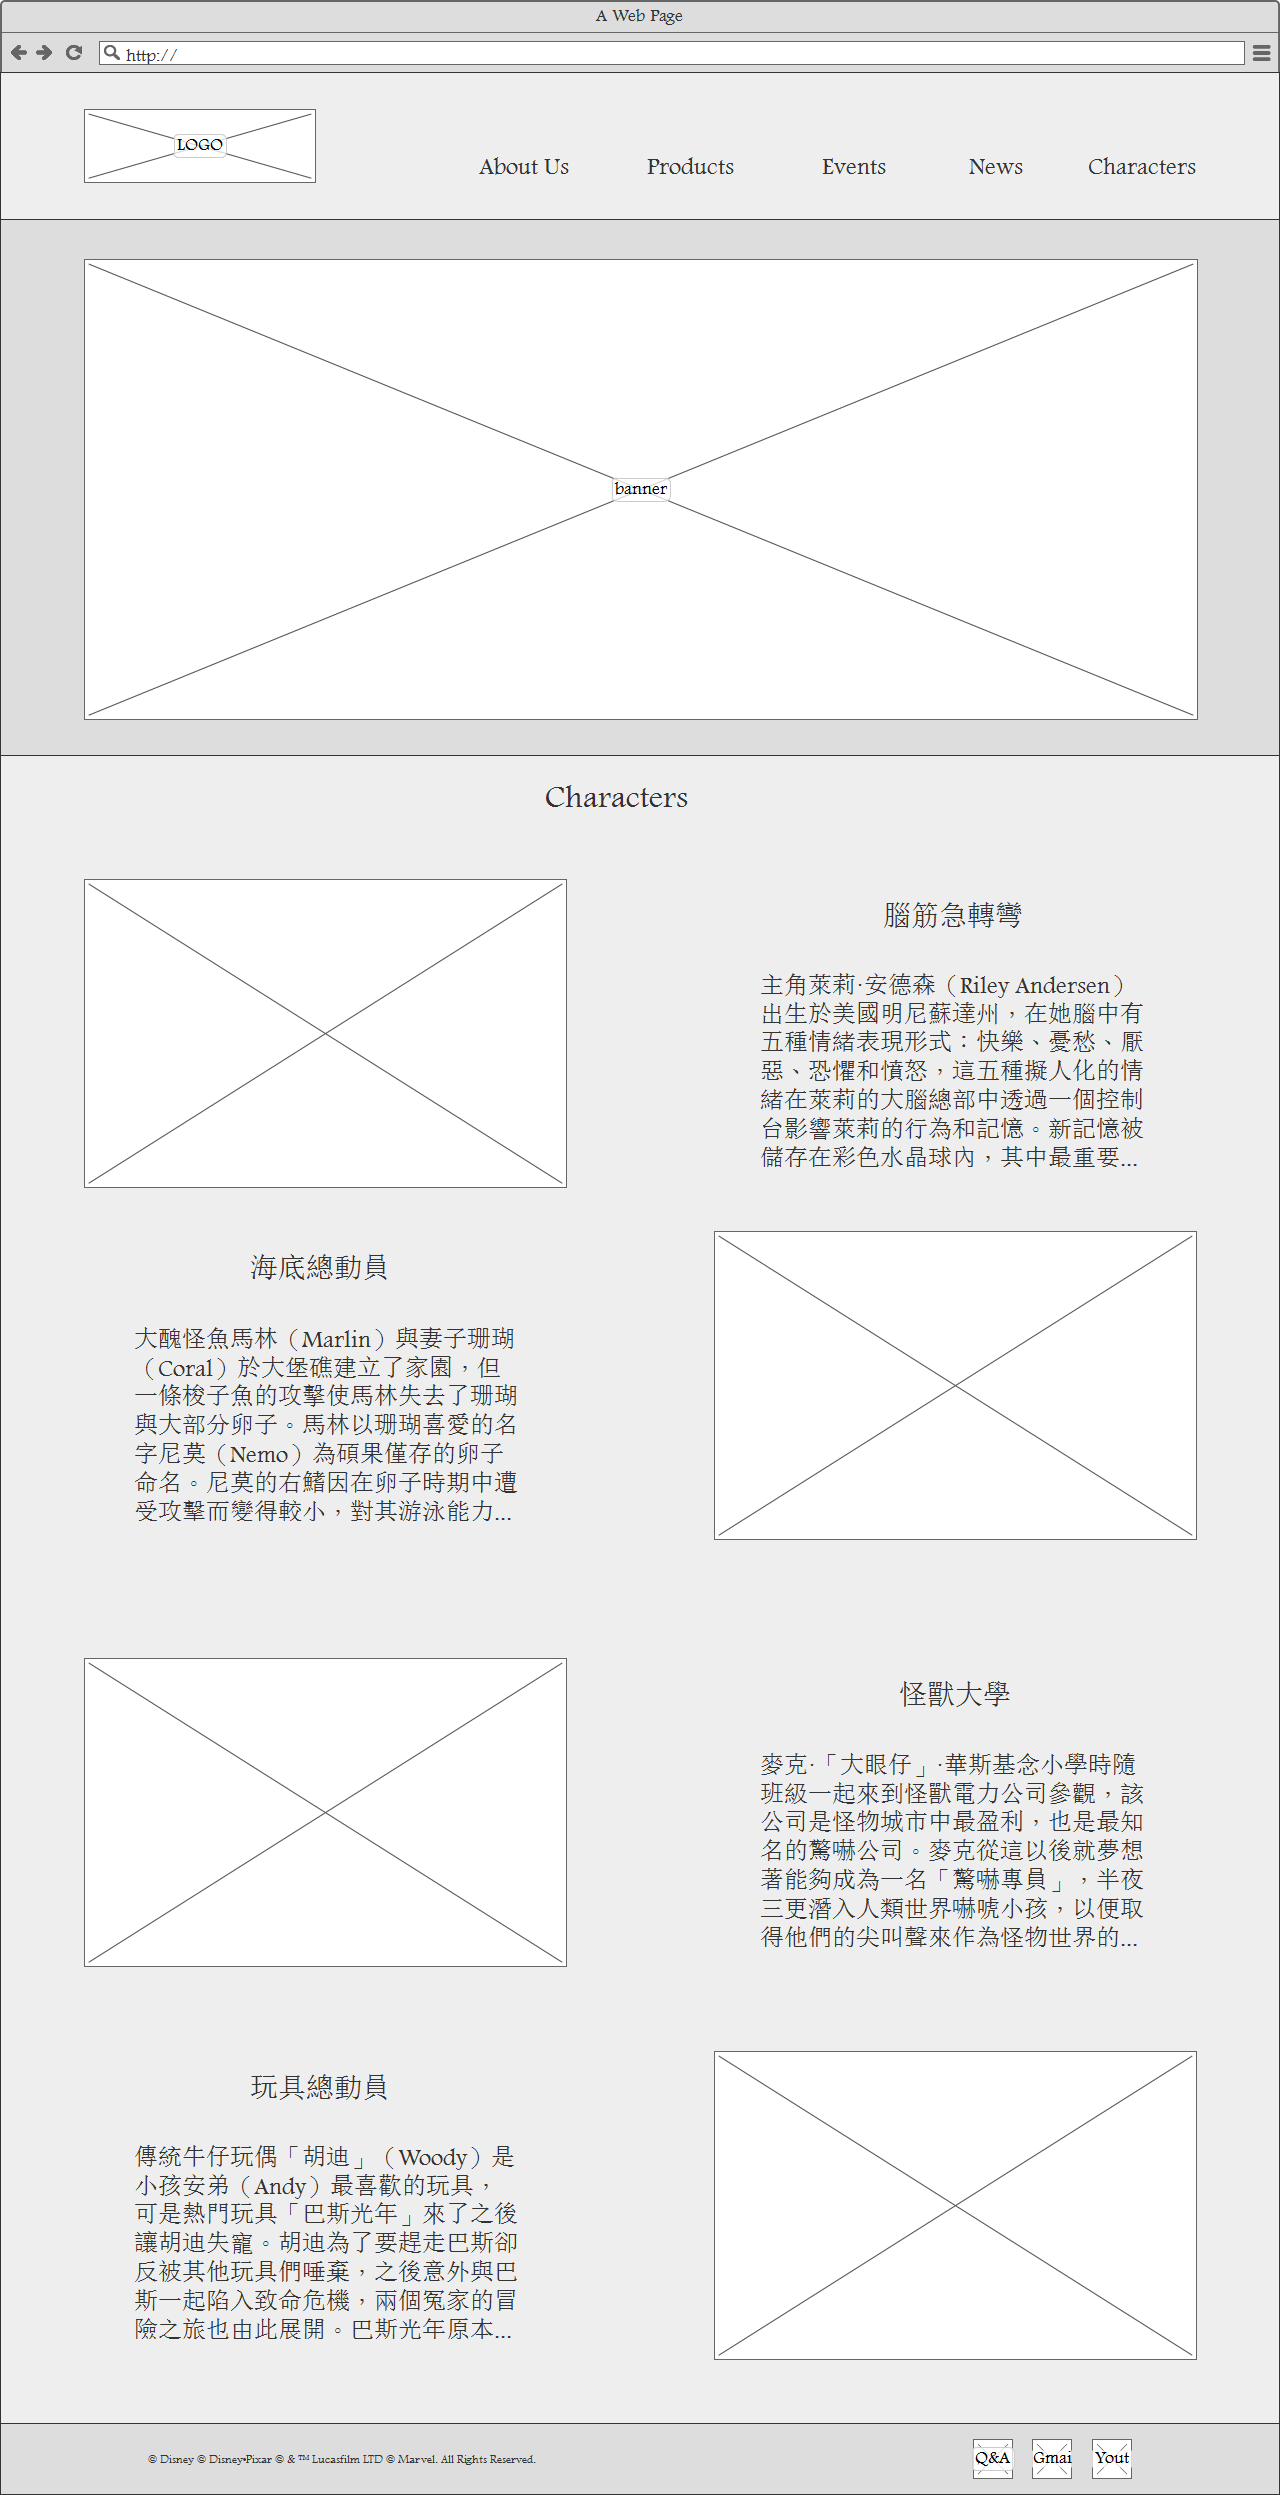 A Web Page
http://
LOGO
About Us
Products
Events
News
Characters
banner
Characters
腦筋急轉彎
主角萊莉·安德森（Riley Andersen）
出生於美國明尼蘇達州，在她腦中有
五種情緒表現形式：快樂、憂愁、厭
惡、恐懼和憤怒，這五種擬人化的情
緒在萊莉的大腦總部中透過一個控制
台影響萊莉的行為和記憶。新記憶被
儲存在彩色水晶球內，其中最重要...
海底總動員
大醜怪魚馬林（Marlin）與妻子珊瑚
（Coral）於大堡礁建立了家園，但
一條梭子魚的攻擊使馬林失去了珊瑚
與大部分卵子。馬林以珊瑚喜愛的名
字尼莫（Nemo）為碩果僅存的卵子
命名。尼莫的右鰭因在卵子時期中遭
受攻擊而變得較小，對其游泳能力...
怪獸大學
麥克·「大眼仔」·華斯基念小學時隨
班級一起來到怪獸電力公司參觀，該
公司是怪物城市中最盈利，也是最知
名的驚嚇公司。麥克從這以後就夢想
著能夠成為一名「驚嚇專員」，半夜
三更潛入人類世界嚇唬小孩，以便取
得他們的尖叫聲來作為怪物世界的...
玩具總動員
傳統牛仔玩偶「胡迪」（Woody）是
小孩安弟（Andy）最喜歡的玩具，
可是熱門玩具「巴斯光年」來了之後
讓胡迪失寵。胡迪為了要趕走巴斯卻
反被其他玩具們唾棄，之後意外與巴
斯一起陷入致命危機，兩個冤家的冒
險之旅也由此展開。巴斯光年原本...
© Disney © Disney•Pixar © & ™ Lucasfilm LTD © Marvel. All Rights Reserved.
Q&A
Gmai
Yout